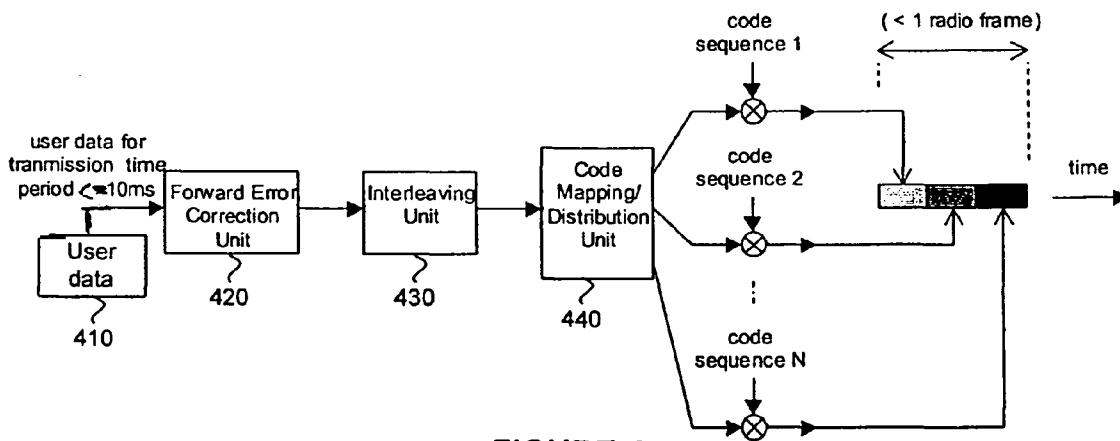 code
sequence 1
( < 1 radio frame )
user data for
tranmission time
period <=10ms
Forward Error
Correction
Unit
Interleaving
Unit
Code
Mapping/
Distribution
Unit
code
sequence 2
time
User
data
410
420
430
440
code
sequence N